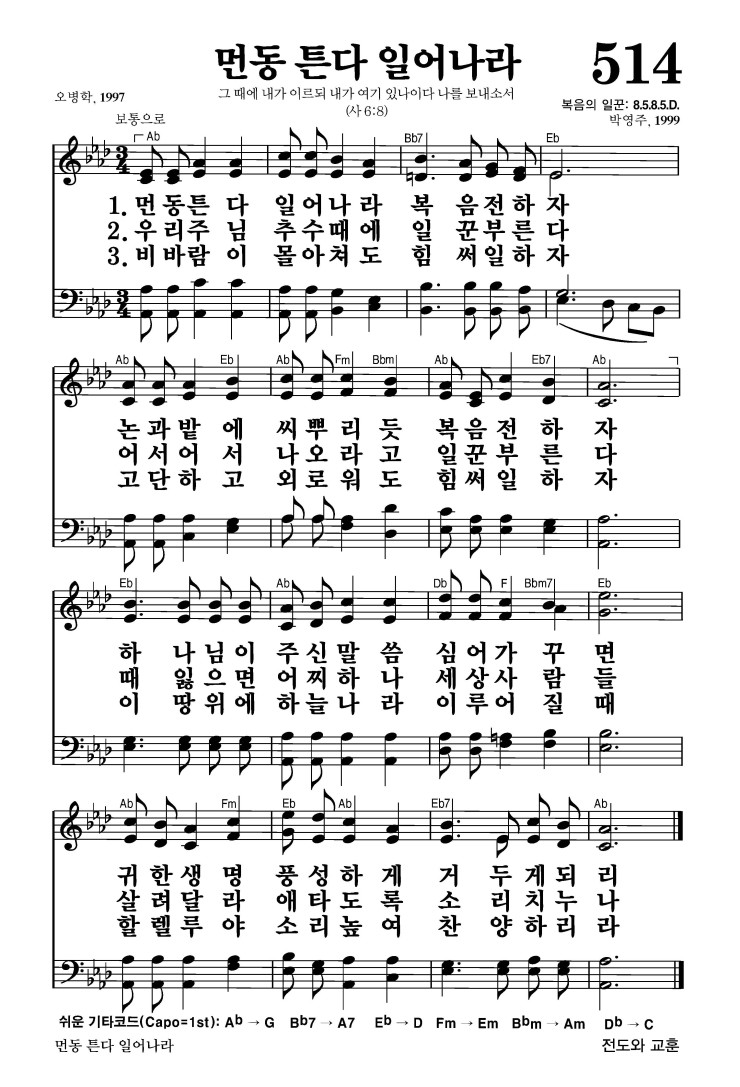 먼동 튼다 일어나라
514
오병학, 1997
그 때에 내가 이르되 내가 여기 있나이다 나를 보내소서
(사 6:8)
복음의 일꾼: 8.5.8.5.D.
박영주, 1999
보통으로
Ab Bb7 Eb
1. 먼 동튼 다 일어나라 복 음전하 자
2. 우리주 님 추수때에 일 꾼부른 다
3. 비바람 이 몰아쳐도 힘 써일하 자
Ab Eb Ab Fm Bbm Ab Eb7 Ab
논과밭 에 씨뿌리 듯 복음전 하 자
어서어 서 나오라 고 일꾼부 른 다
고단하 고 외로워 도 힘써일 하 자
Eb Ab Db F Bbm7 Eb
하 나님이 주신말 씀 심어가 꾸 면
때 잃으면 어찌하 나 세상사 람 들
이 땅위에 하늘나 라 이루어 질 때
Ab Fm Eb Ab Eb7 Ab
귀한생 명 풍성하 게 거 두게되 리
살려달 라 애타도 록 소 리치누 나
할렐루 야 소리높 여 찬 양하리 라
쉬운 기타코드(Capo=1st): Ab → G Bb7 → A7 Eb → D Fm → Em Bbm → Am Db → C
먼동 튼다 일어나라
전도와 교훈